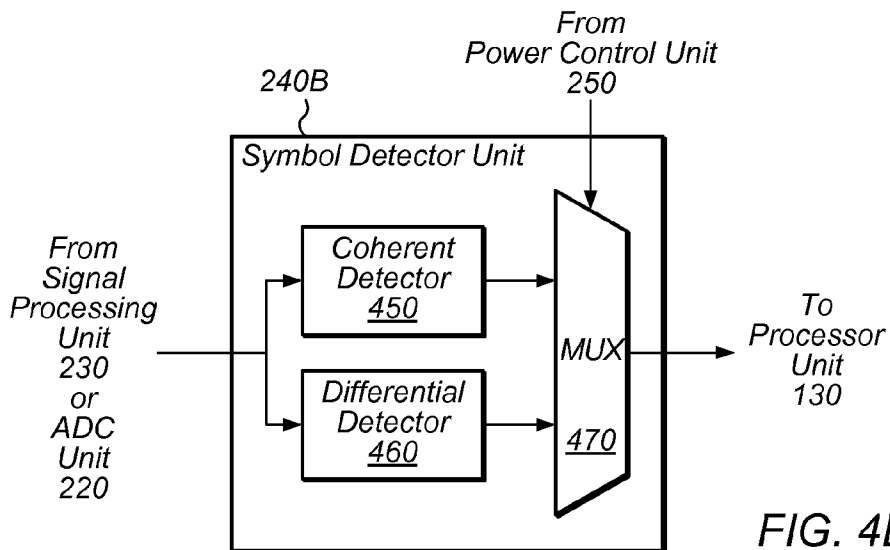 From
Power Control Unit
250
240B
Symbol Detector Unit
From
Signal
Processing
Unit
230
or
ADC
Unit
220
Coherent
Detector
450
Differential
Detector
460
MUX
470
To
Processor
Unit
130
FIG.